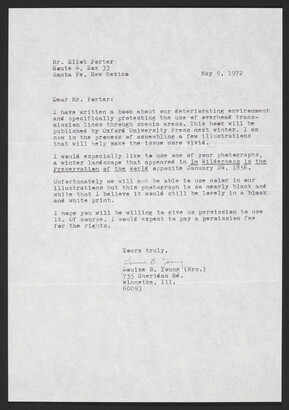 Mr. Eliot Porter
Route 4, Box 33
Santa Fe, New Mexico
May 9, 1972
Dear Mr. Porter:
I have written a book about our deteriorating environment
and specifically protesting the use of overhead trans-
mission lines through scenic areas. This book will be
published by Oxford University Press next winter. I am
now in the process of assembling a few illustrations
that will help make the issue more vivid.
I would especially like to use one of your photographs,
a winter landscape that appeared in In Wilderness is the
Preservation of the World opposite January 24, 1856.
Unfortunately we will not be able to use color in our
illustrations but this photograph is so nearly black and
white that I believe it would still be lovely in a black
and white print.
I hope you will be willing to give us permission to use
it. Of course, I would expect to pay a permission fee
for the rights.
Yours truly,
Louise B. Young
Louise B. Young (Mrs.)
755 Sheridan Rd.
Winnetka, Ill.
60093